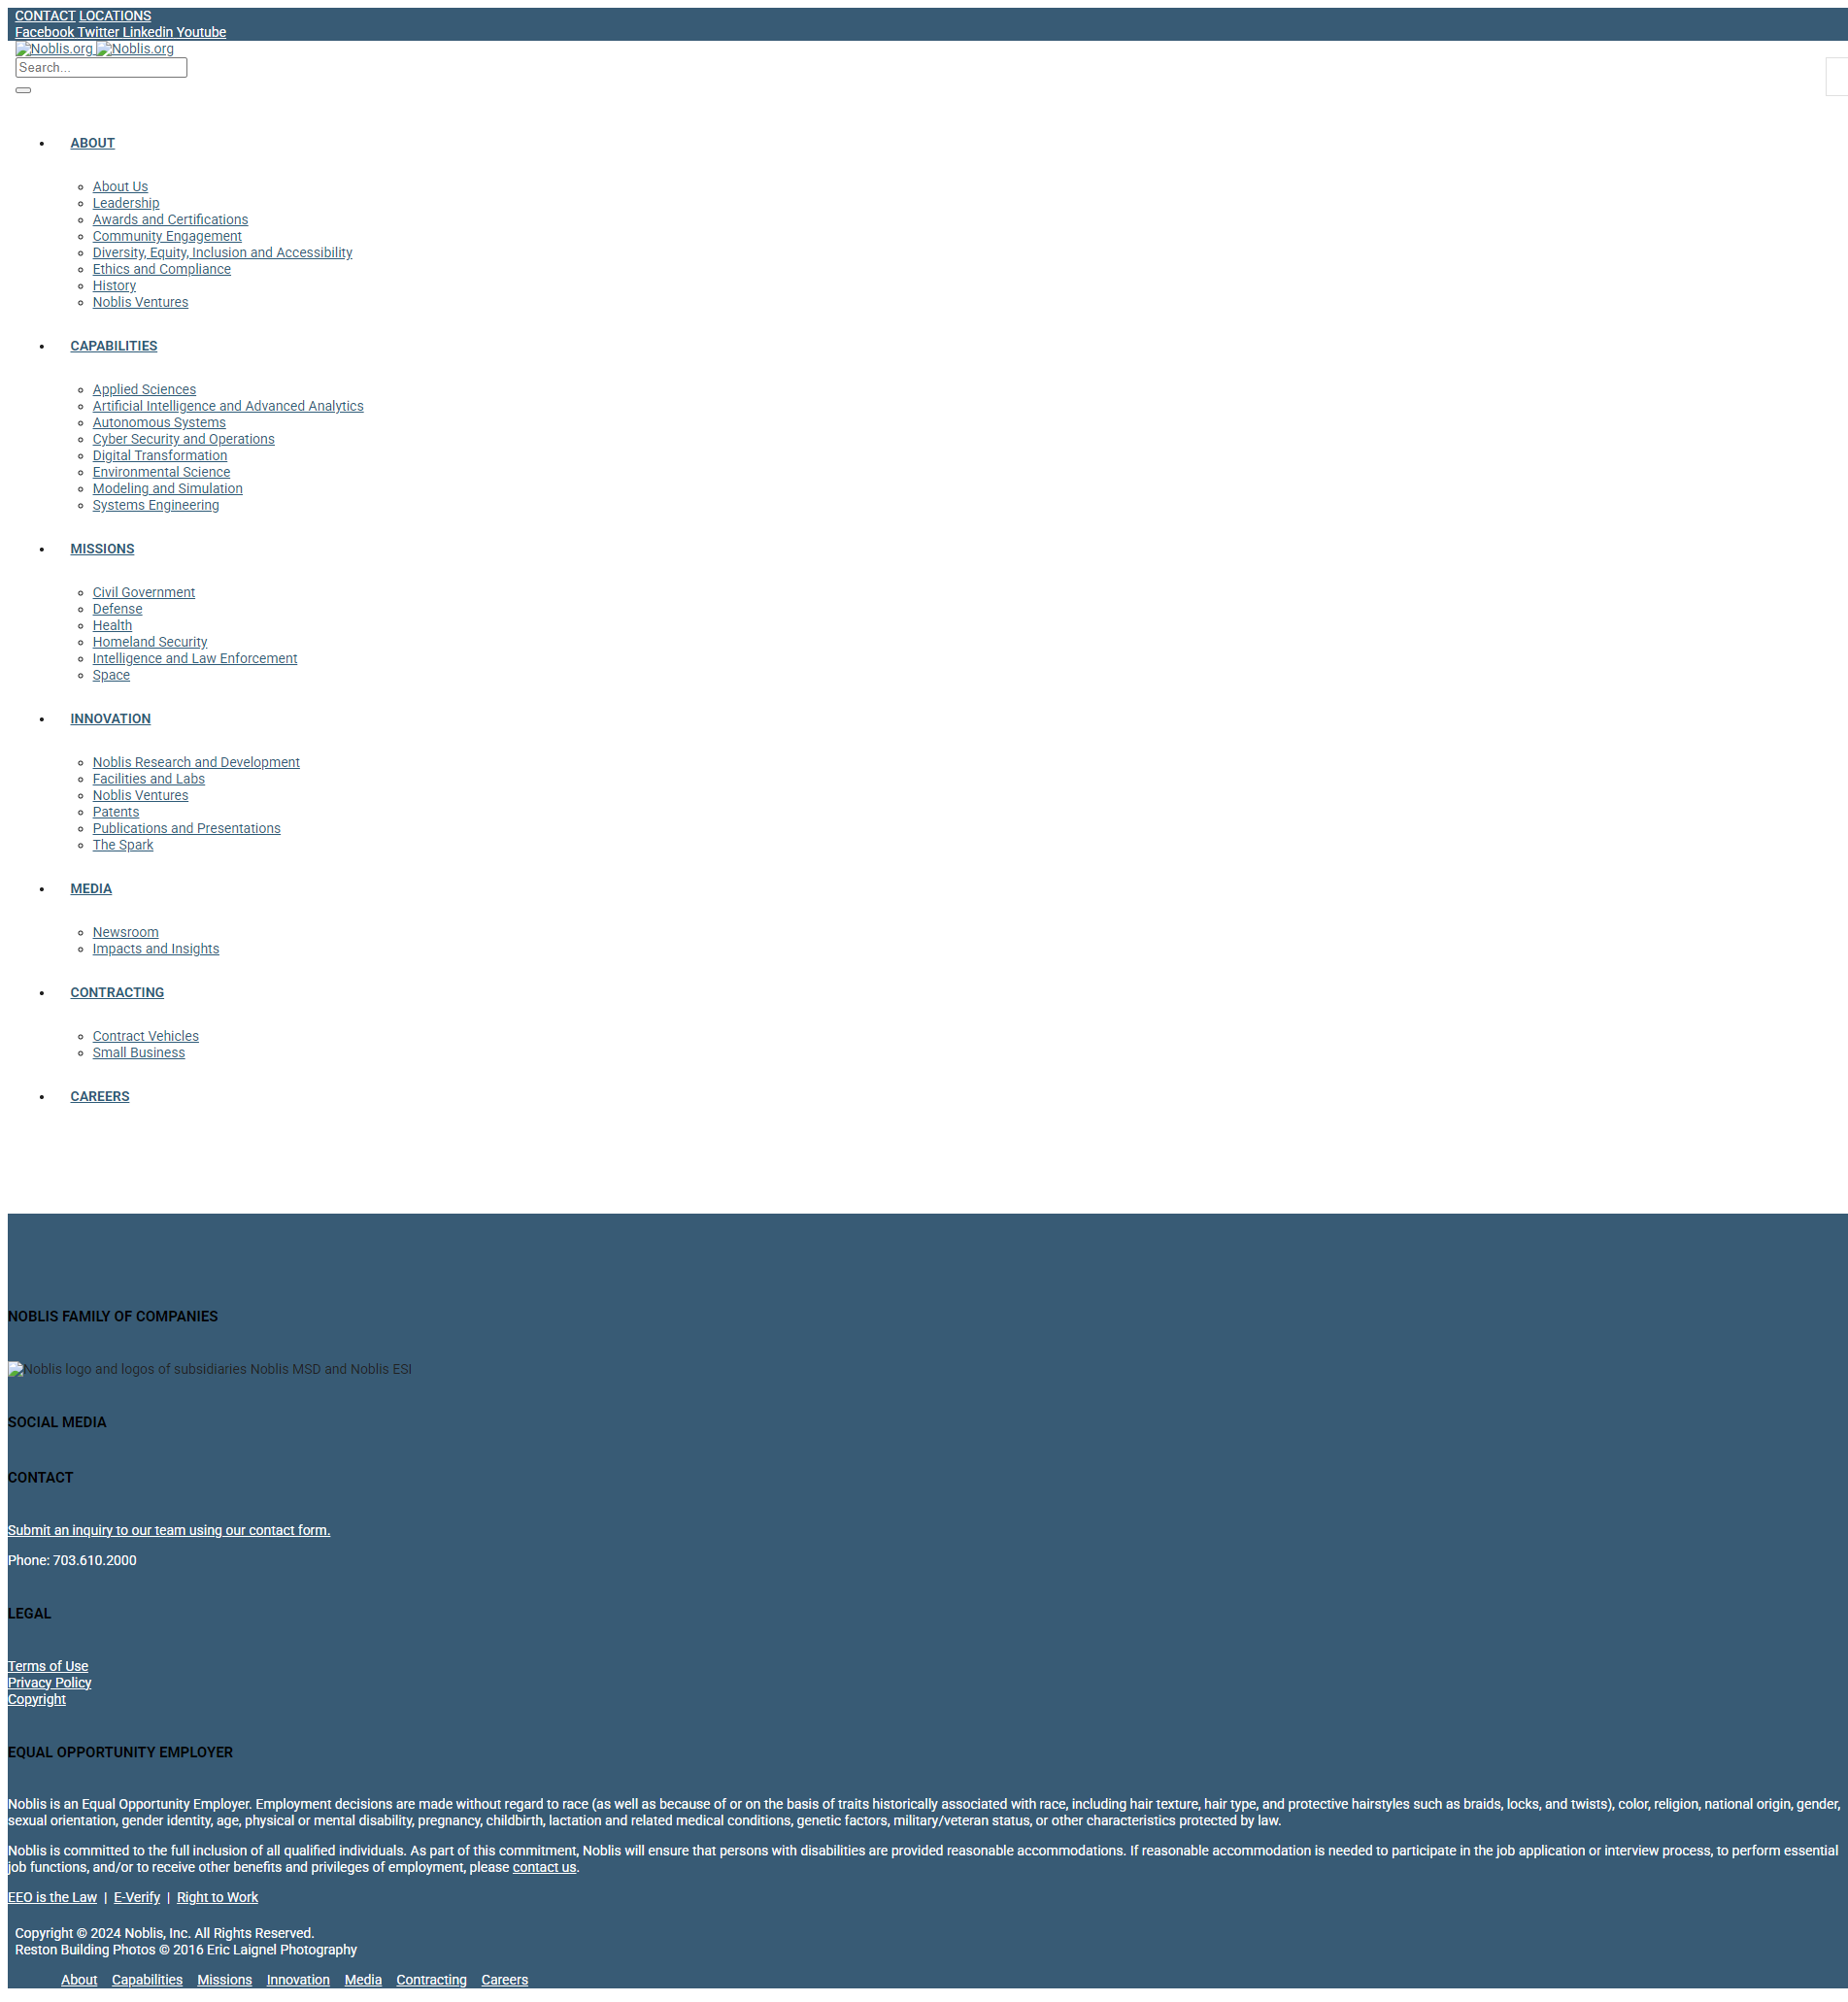 CONTACT LOCATIONS
Facebook Twitter Linkedin Youtube
Noblis.org Noblis.org
Search...
ABOUT
About Us
Leadership
Awards and Certifications
Community Engagement
Diversity, Equity, Inclusion and Accessibility
Ethics and Compliance
History
Noblis Ventures
CAPABILITIES
Applied Sciences
Artificial Intelligence and Advanced Analytics
Autonomous Systems
Cyber Security and Operations
Digital Transformation
Environmental Science
Modeling and Simulation
Systems Engineering
MISSIONS
Civil Government
Defense
Health
Homeland Security
Intelligence and Law Enforcement
Space
INNOVATION
Noblis Research and Development
Facilities and Labs
Noblis Ventures
Patents
Publications and Presentations
The Spark
MEDIA
Newsroom
Impacts and Insights
CONTRACTING
Contract Vehicles
Small Business
CAREERS
NOBLIS FAMILY OF COMPANIES
Noblis logo and logos of subsidiaries Noblis MSD and Noblis ESI
SOCIAL MEDIA
CONTACT
Submit an inquiry to our team using our contact form.
Phone: 703.610.2000
LEGAL
Terms of Use
Privacy Policy
Copyright
EQUAL OPPORTUNITY EMPLOYER
Noblis is an Equal Opportunity Employer. Employment decisions are made without regard to race (as well as because of or on the basis of traits historically associated with race, including hair texture, hair type, and protective hairstyles such as braids, locks, and twists), color, religion, national origin, gender,
sexual orientation, gender identity, age, physical or mental disability, pregnancy, childbirth, lactation and related medical conditions, genetic factors, military/veteran status, or other characteristics protected by law.
Noblis is committed to the full inclusion of all qualified individuals. As part of this commitment, Noblis will ensure that persons with disabilities are provided reasonable accommodations. If reasonable accommodation is needed to participate in the job application or interview process, to perform essential
job functions, and/or to receive other benefits and privileges of employment, please contact us.
EEO is the Law | E-Verify | Right to Work
Copyright © 2024 Noblis, Inc. All Rights Reserved.
Reston Building Photos © 2016 Eric Laignel Photography
About Capabilities Missions Innovation Media Contracting Careers